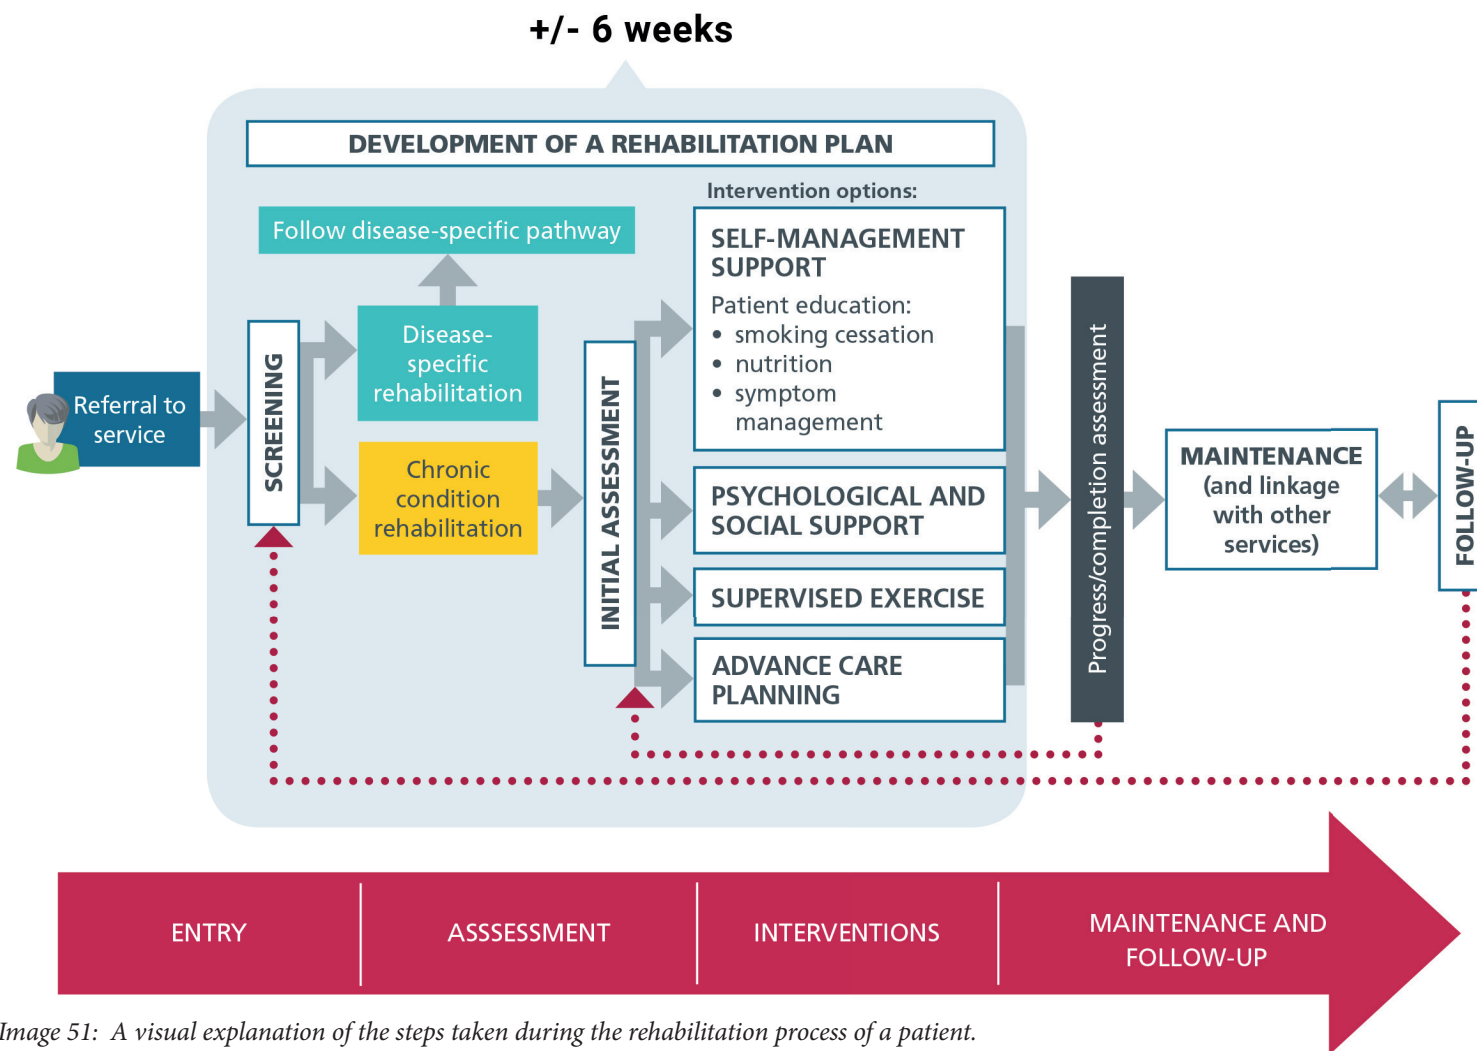 +/- 6 weeks
DEVELOPMENT OF A REHABILITATION PLAN
Intervention options:
Follow disease-specific pathway
Referral to
service
SCREENING
Disease-
specific
rehabilitation
Chronic
condition
rehabilitation
INITIAL ASSESSMENT
SELF-MANAGEMENT
SUPPORT
Patient education:
• smoking cessation
• nutrition
• symptom
management
PSYCHOLOGICAL AND
SOCIAL SUPPORT
SUPERVISED EXERCISE
ADVANCE CARE
PLANNING
Progress/completion assessment
MAINTENANCE
(and linkage
with other
services)
FOLLOW-UP
ENTRY
ASSSESSMENT
INTERVENTIONS
MAINTENANCE AND
FOLLOW-UP
Image 51: A visual explanation of the steps taken during the rehabilitation process of a patient.